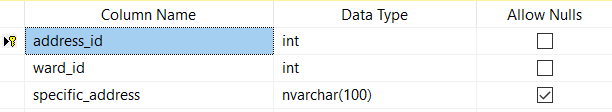 Column Name Data Type Allow Nulls
address_id int
ward_id int
specific_address nvarchar(100)